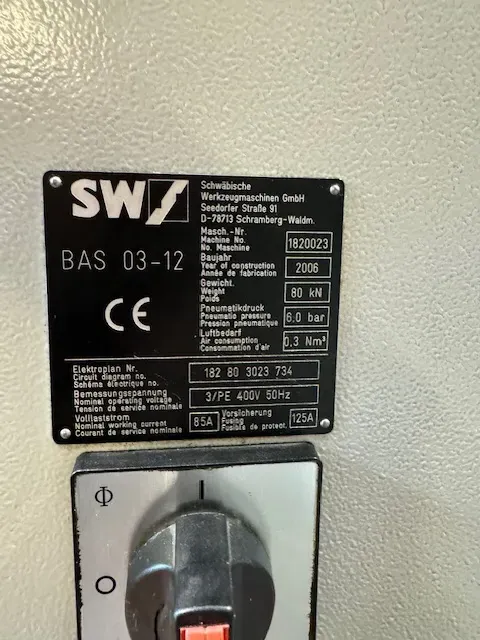 SW
Schwäbische
Werkzeugmaschinen GmbH
Seedorfer Straße 91
D-78713 Schramberg-Waldm.
BAS 03-12
CE
Masch.-Nr.
Machine No.
No. Maschine
1820023
Baujahr
Year of construction
Année de fabrication
2006
Gewicht.
Weight
Poids
80 kN
Pneumatikdruck
Pneumatic pressure
Pression pneumatique
6.0 bar
Luftbedarf
Air consumption
Consommation d'air
0,3 Nm³
Elektroplan Nr.
Circuit diagram no.
Schéma électrique no.
182 80 3023 734
Bemessungsspannung
Nominal operating voltage
Tension de service nominale
3/PE 400V 50Hz
Vollaststrom
Nominal working current
Courant de service nominale
85A
Vorsicherung
Fusing
Fusible de protect.
125A
Φ
I
O